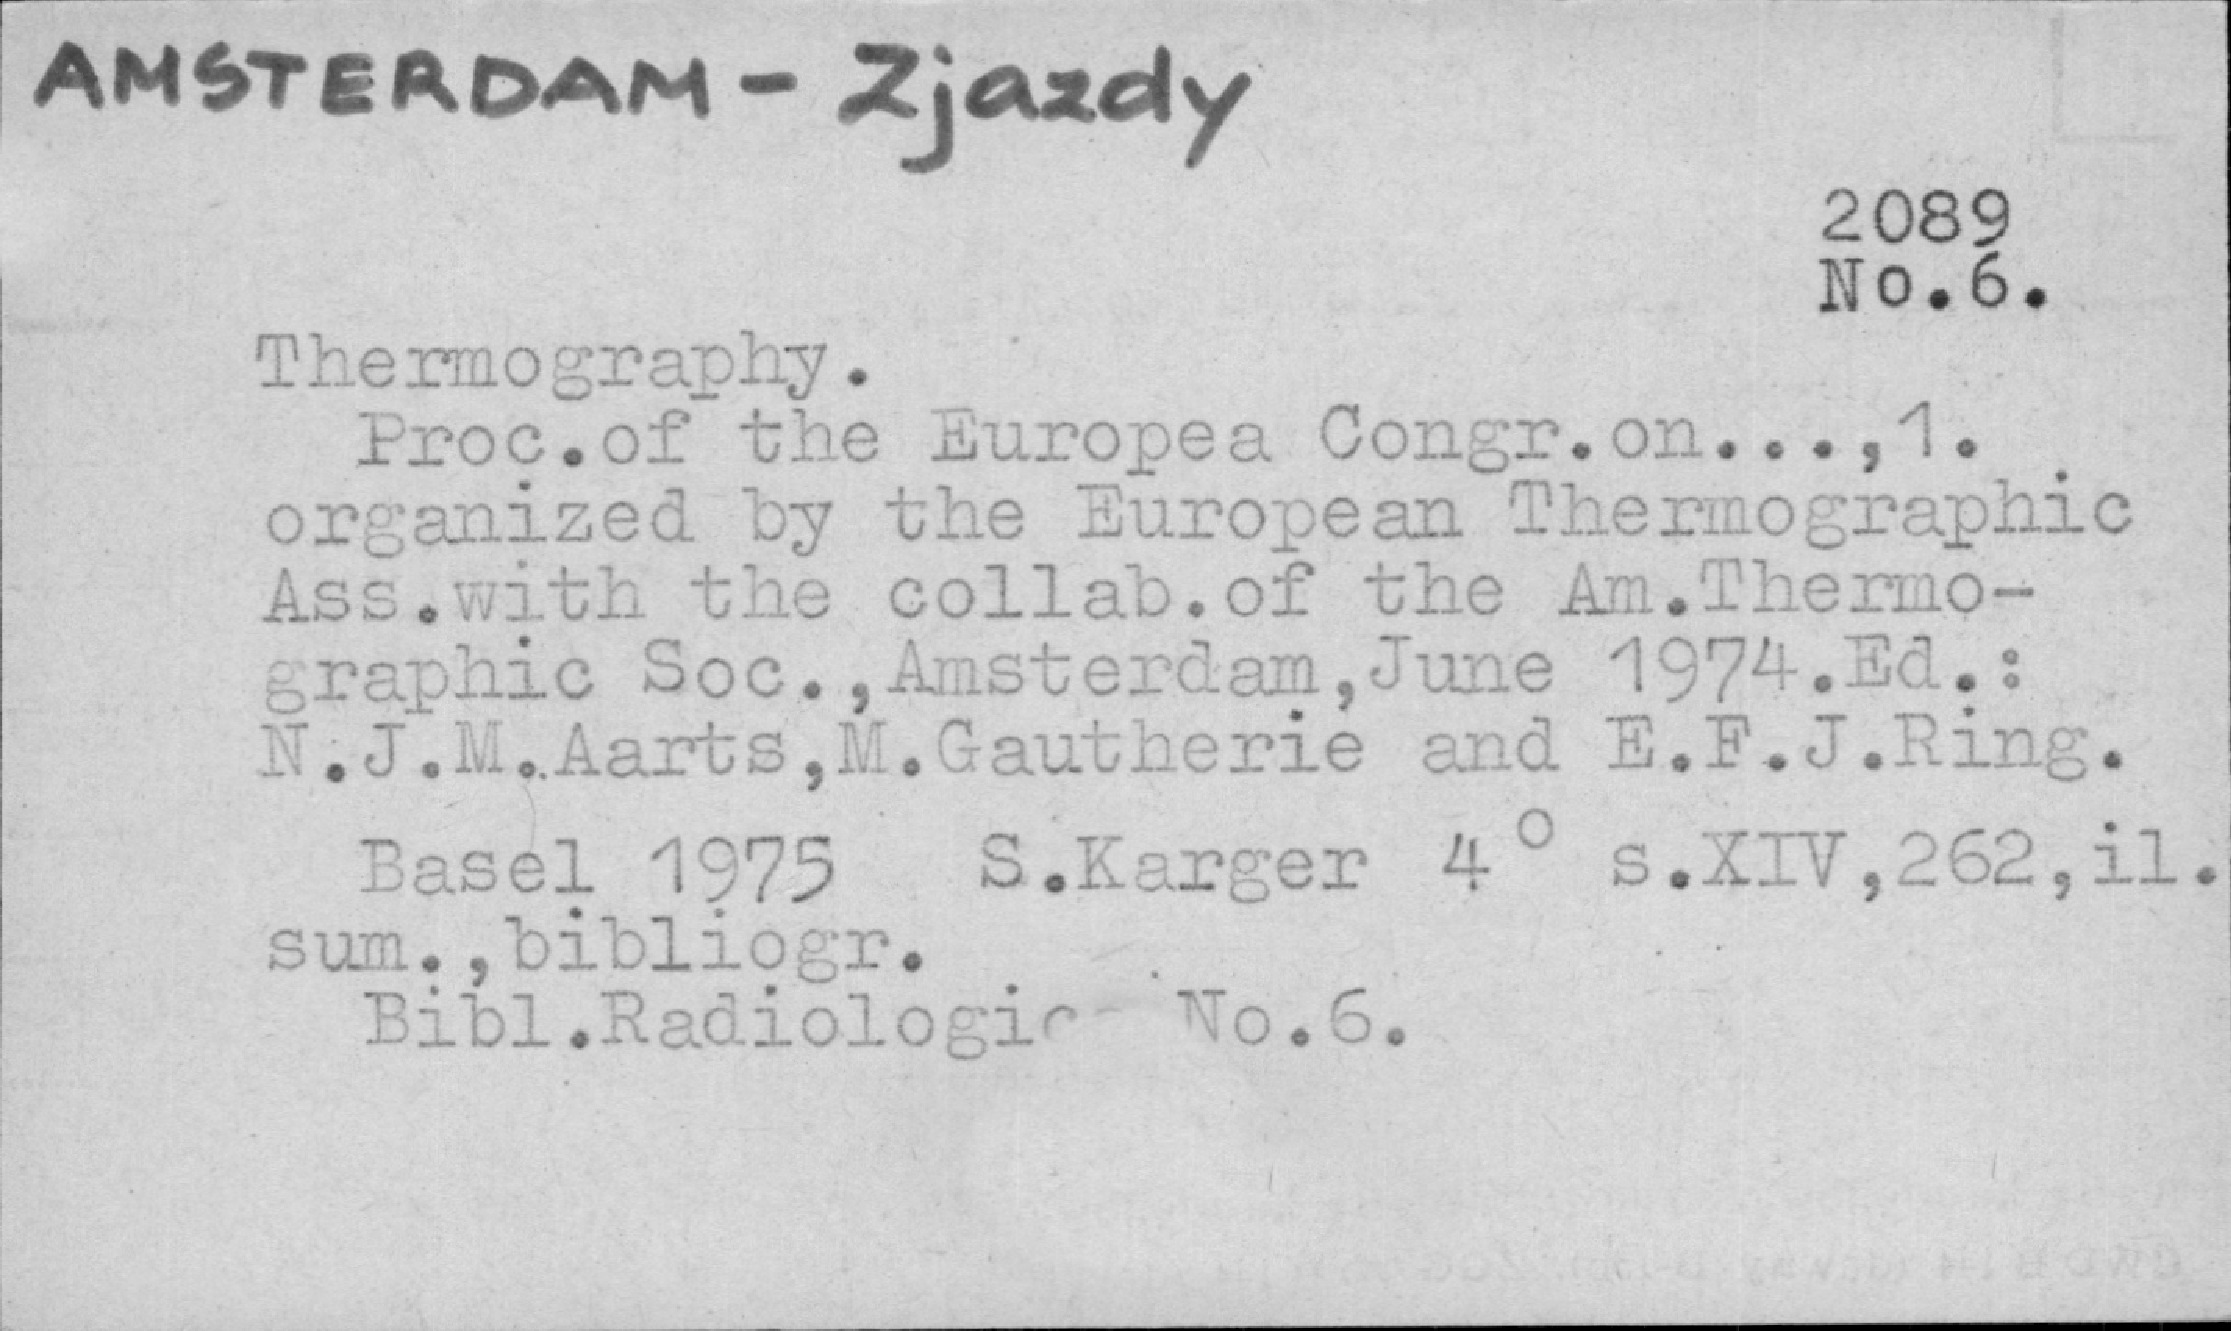 AMSTERDAM - Zjazdy
2089
No.6.
Thermography.
Proc.of the Europea Congr.on...,1.
organized by the European Thermographic
Ass.with the collab.of the Am.Thermo-
graphic Soc.,Amsterdam,June 1974.Ed.:
N.J.M.Aarts,M.Gautherie and E.F.J.Ring.
Basel 1975 S.Karger 4° s.XIV,262,il.
sum.,bibliogr.
Bibl.Radiologica No.6.